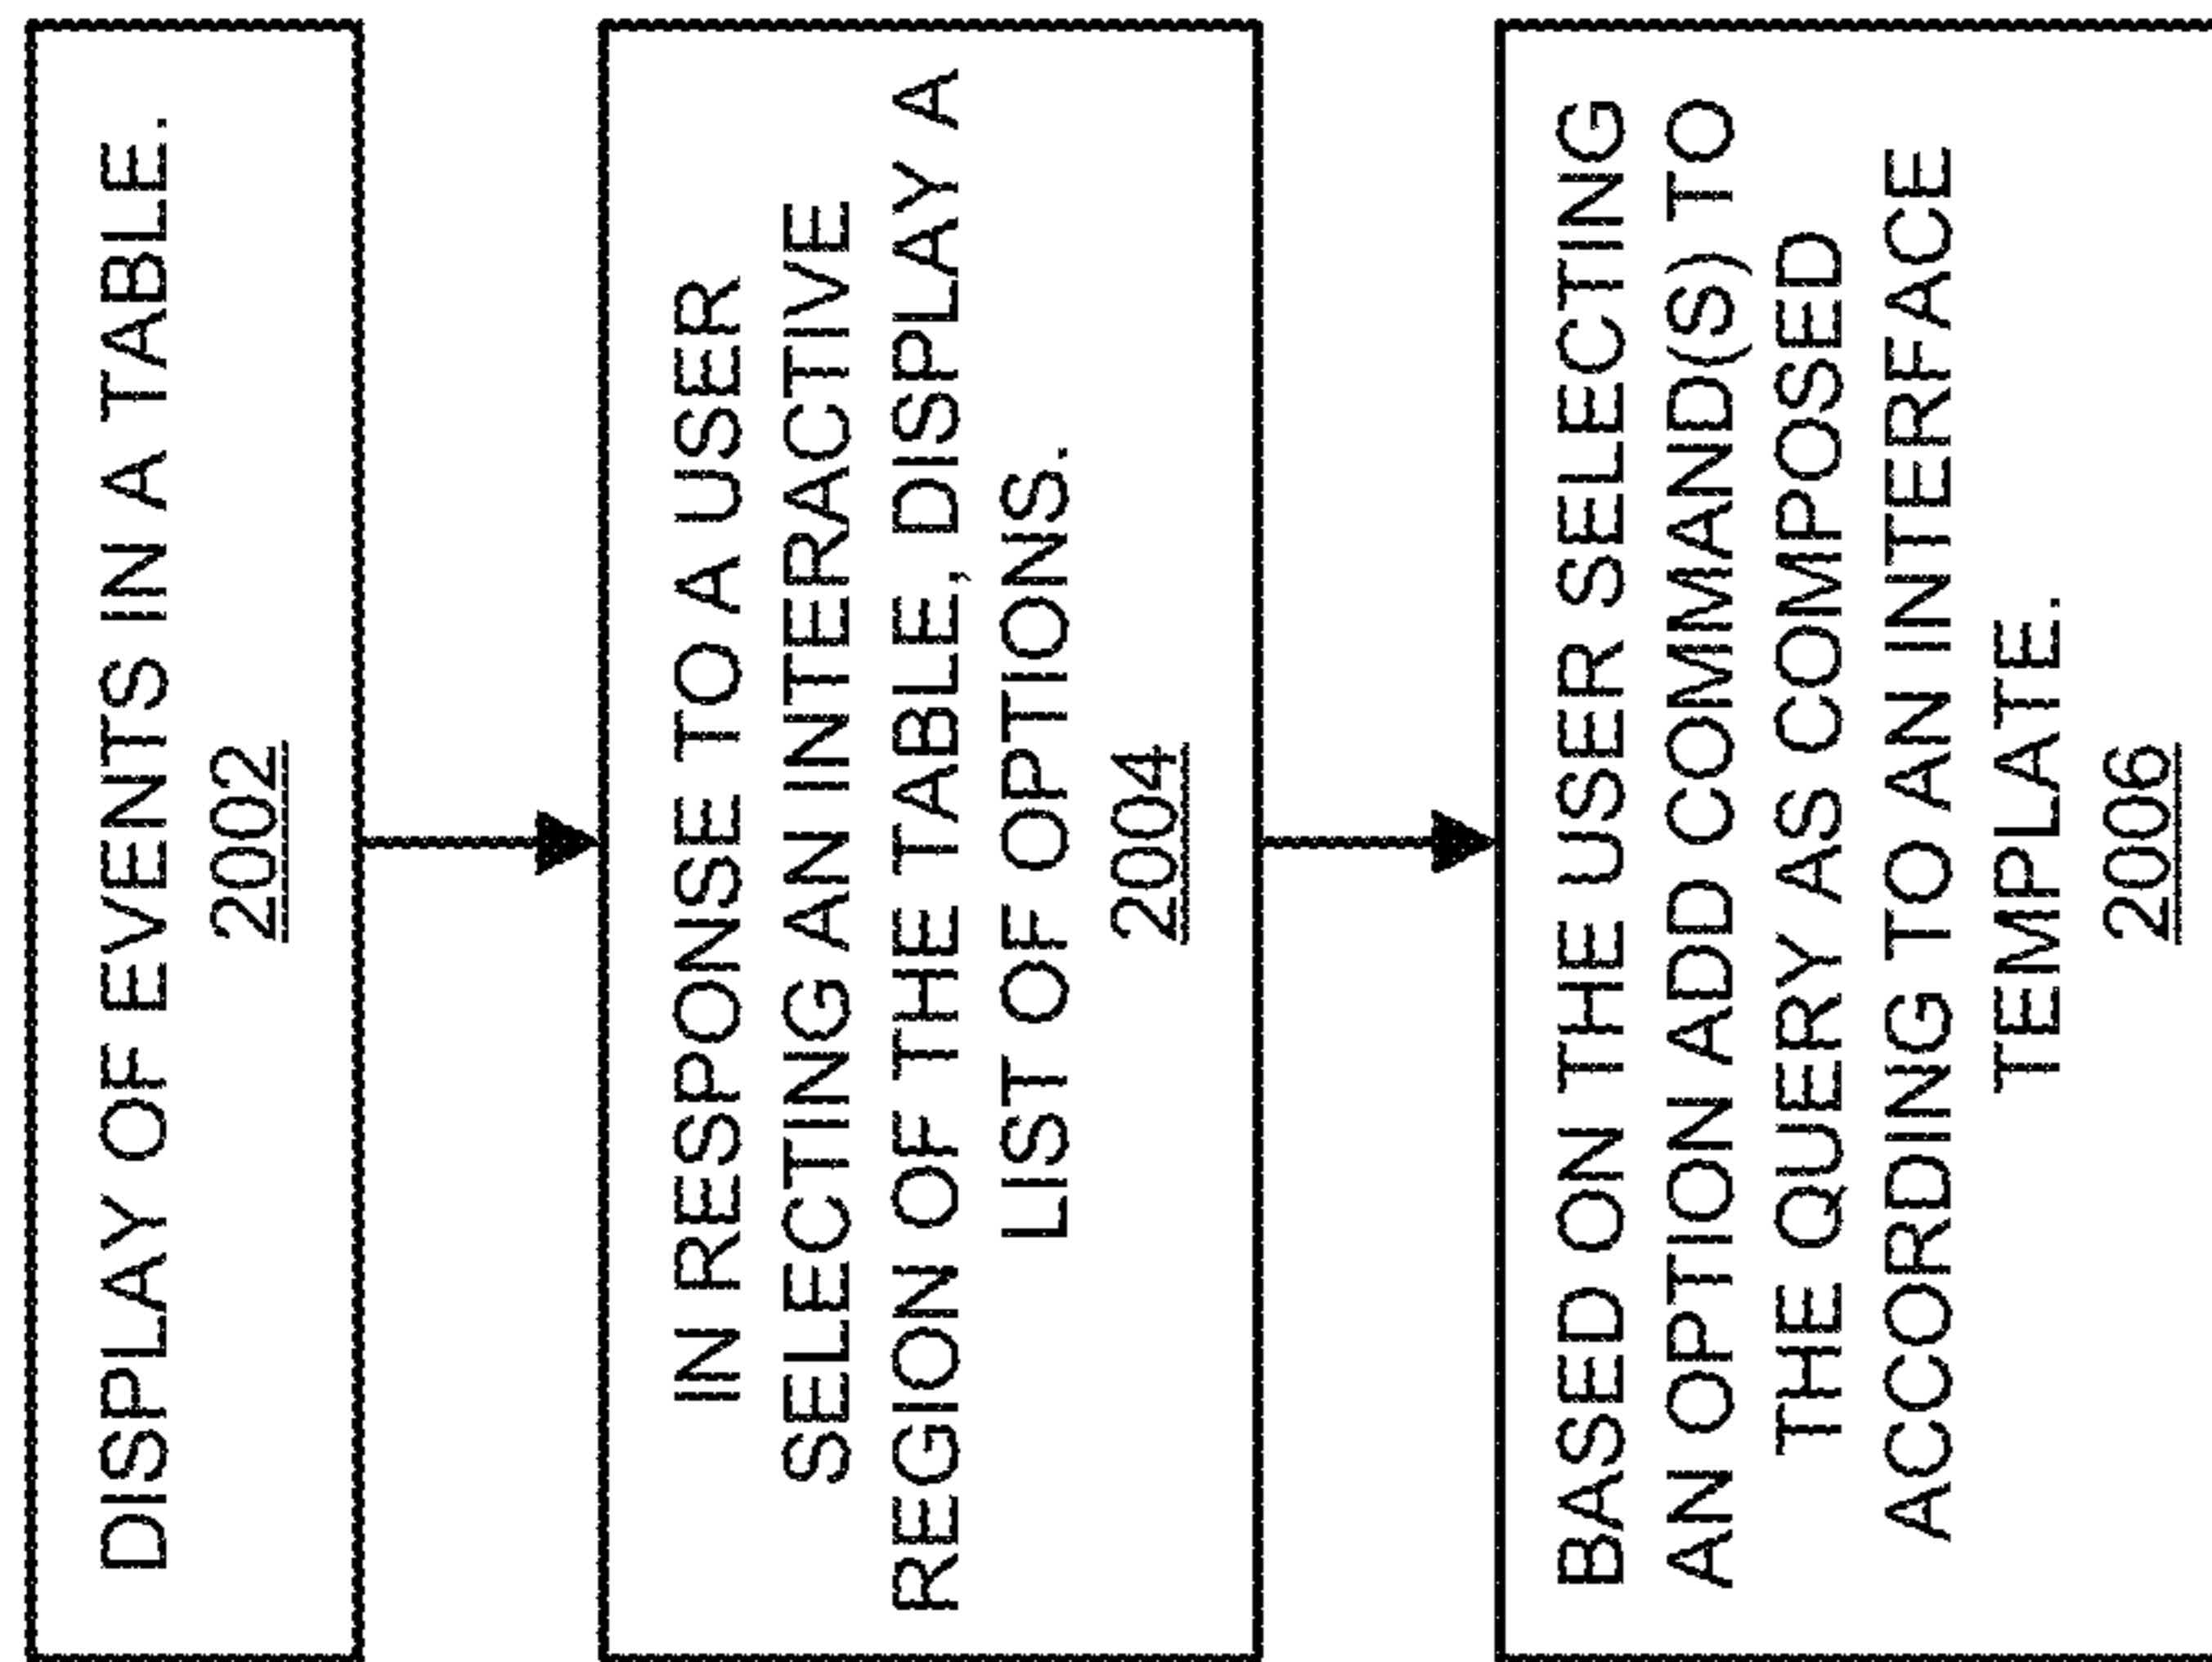 DISPLAY OF EVENTS IN A TABLE.
2002
IN RESPONSE TO A USER
SELECTING AN INTERACTIVE
REGION OF THE TABLE, DISPLAY A
LIST OF OPTIONS.
2004
BASED ON THE USER SELECTING
AN OPTION ADD COMMAND(S) TO
THE QUERY AS COMPOSED
ACCORDING TO AN INTERFACE
TEMPLATE.
2006